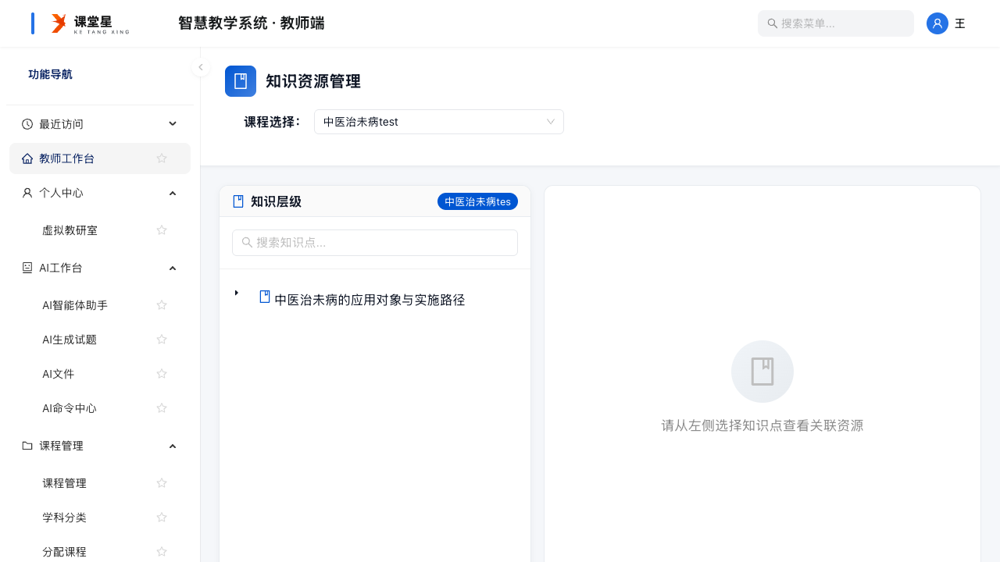 课堂星
KE TANG XING
智慧教学系统 · 教师端
搜索菜单...
王
功能导航
最近访问
教师工作台
个人中心
虚拟教研室
AI工作台
AI智能体助手
AI生成试题
AI文件
AI命令中心
课程管理
课程管理
学科分类
分配课程
知识资源管理
课程选择：
中医治未病test
知识层级
中医治未病tes
搜索知识点...
中医治未病的应用对象与实施路径
请从左侧选择知识点查看关联资源